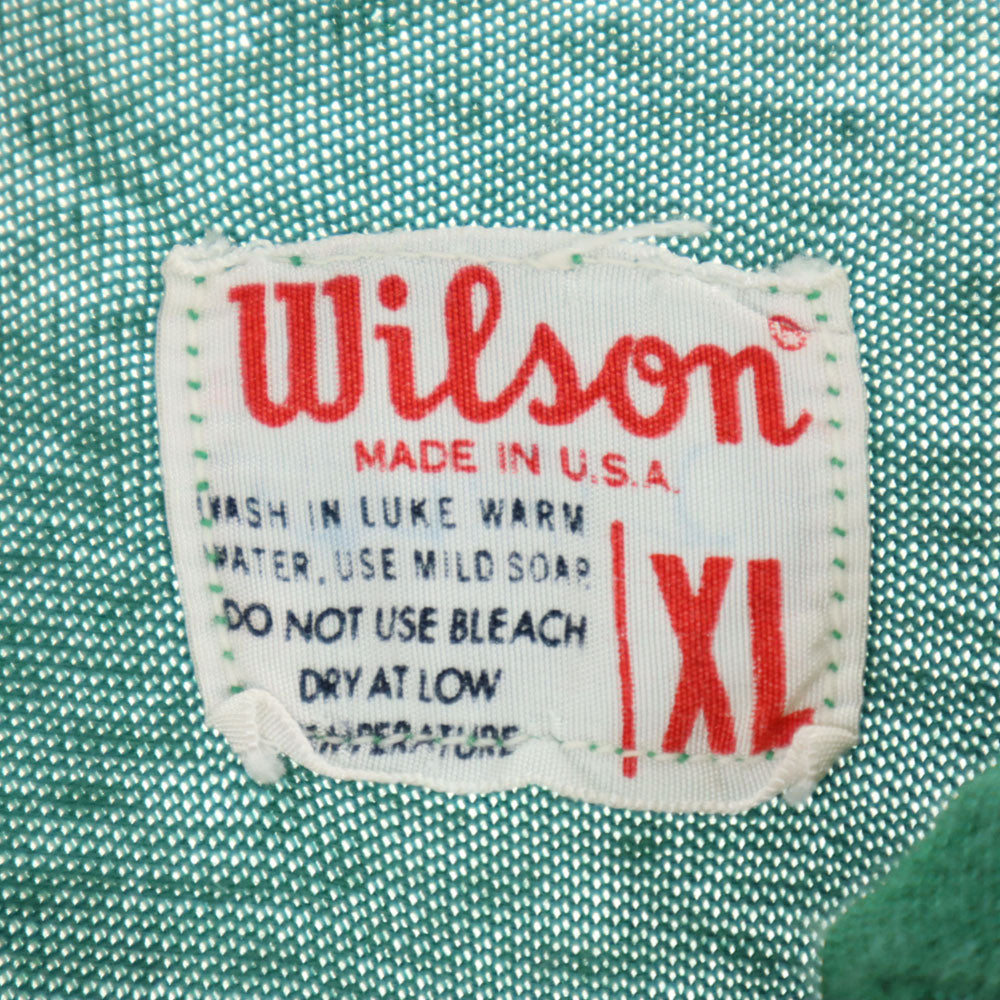 Wilson
MADE IN U.S.A.
WASH IN LUKE WARM
WATER, USE MILD SOAP
DO NOT USE BLEACH
DRY AT LOW
TEMPERATURE
XL